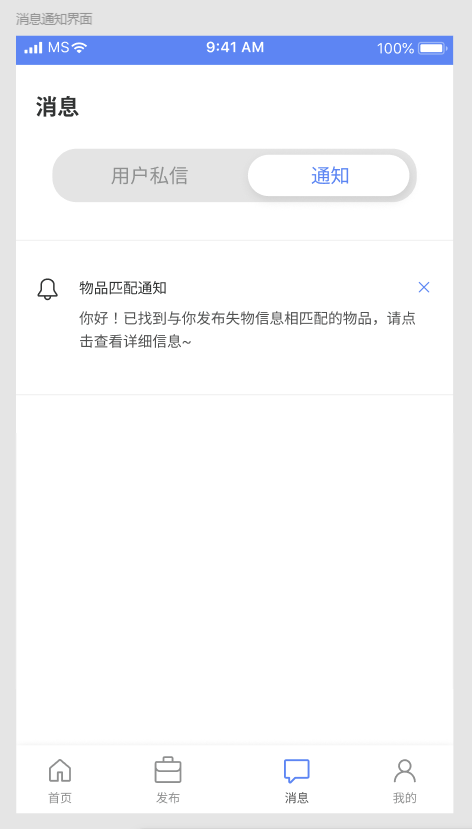 消息通知界面
MS 9:41 AM 100%
消息
用户私信 通知
物品匹配通知
你好！已找到与你发布失物信息相匹配的物品，请点
击查看详细信息~
首页 发布 消息 我的